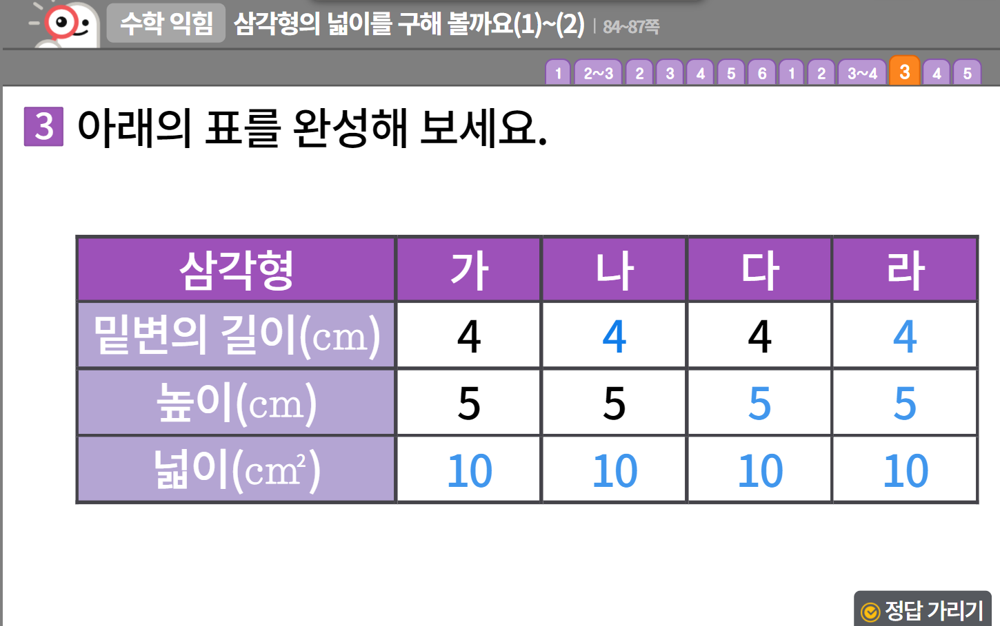 수학 익힘 삼각형의 넓이를 구해 볼까요(1)~(2) | 84~87쪽
1 2~3 2 3 4 5 6 1 2 3~4 3 4 5
3 아래의 표를 완성해 보세요.
삼각형 가 나 다 라
밑변의 길이(cm) 4 4 4 4
높이(cm) 5 5 5 5
넓이(cm²) 10 10 10 10
정답 가리기